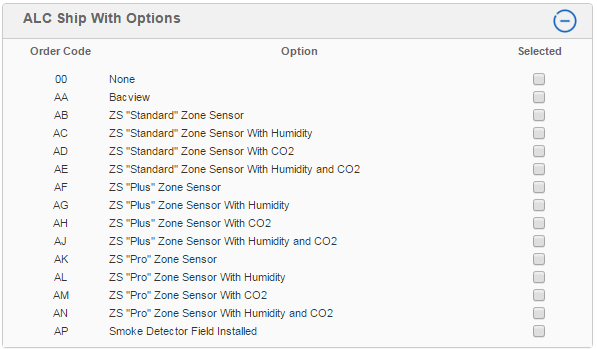 ALC Ship With Options
Order Code Option Selected
00 None
AA Bacview
AB ZS "Standard" Zone Sensor
AC ZS "Standard" Zone Sensor With Humidity
AD ZS "Standard" Zone Sensor With CO2
AE ZS "Standard" Zone Sensor With Humidity and CO2
AF ZS "Plus" Zone Sensor
AG ZS "Plus" Zone Sensor With Humidity
AH ZS "Plus" Zone Sensor With CO2
AJ ZS "Plus" Zone Sensor With Humidity and CO2
AK ZS "Pro" Zone Sensor
AL ZS "Pro" Zone Sensor With Humidity
AM ZS "Pro" Zone Sensor With CO2
AN ZS "Pro" Zone Sensor With Humidity and CO2
AP Smoke Detector Field Installed